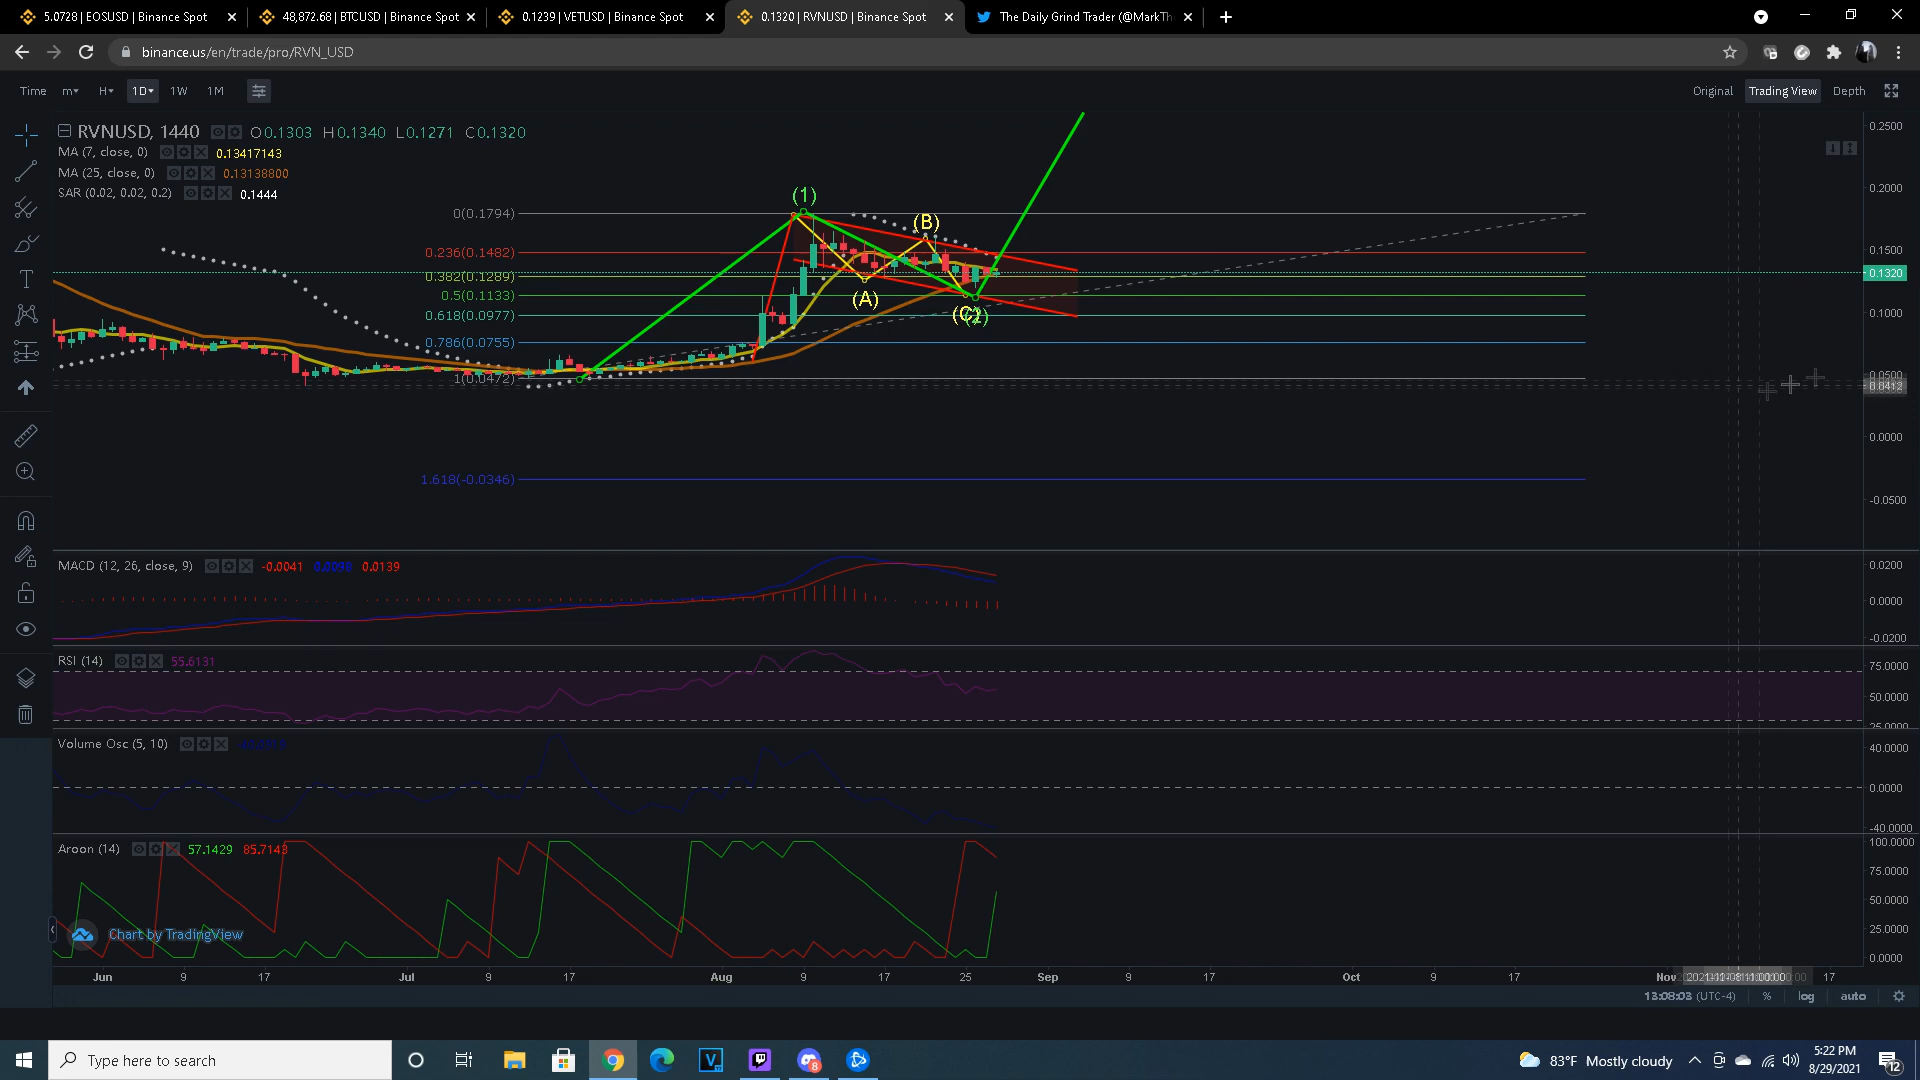 5.0728 | EOSUSD | Binance Spot
48,872.68 | BTCUSD | Binance Spot
0.1239 | VETUSD | Binance Spot
0.1320 | RVNUSD | Binance Spot
The Daily Grind Trader (@MarkTh
binance.us/en/trade/pro/RVN_USD
Time m H 1D 1W 1M
Original Trading View Depth
RVNUSD, 1440 O0.1303 H0.1340 L0.1271 C0.1320
MA (7, close, 0) 0.13417143
MA (25, close, 0) 0.13138800
SAR (0.02, 0.02, 0.2) 0.1444
(1)
(B)
(A)
(2)
0(0.1794)
0.236(0.1482)
0.382(0.1289)
0.5(0.1133)
0.618(0.0977)
0.786(0.0755)
1(0.0472)
1.618(-0.0346)
0.2500
0.2000
0.1500
0.1320
0.1000
0.0500
0.0412
0.0000
-0.0500
MACD (12, 26, close, 9) -0.0041 0.0098 0.0139
0.0200
0.0000
-0.0200
RSI (14) 55.6131
75.0000
50.0000
25.0000
Volume Osc (5, 10)
40.0000
0.0000
-40.0000
Aroon (14) 57.1429 85.7143
100.0000
75.0000
50.0000
25.0000
0.0000
Chart by TradingView
Jun 9 17 Jul 9 17 Aug 9 17 25 Sep 9 17 Oct 9 17 Nov 17
13:08:03 (UTC-4) % log auto
Type here to search
83°F Mostly cloudy
5:22 PM
8/29/2021
12